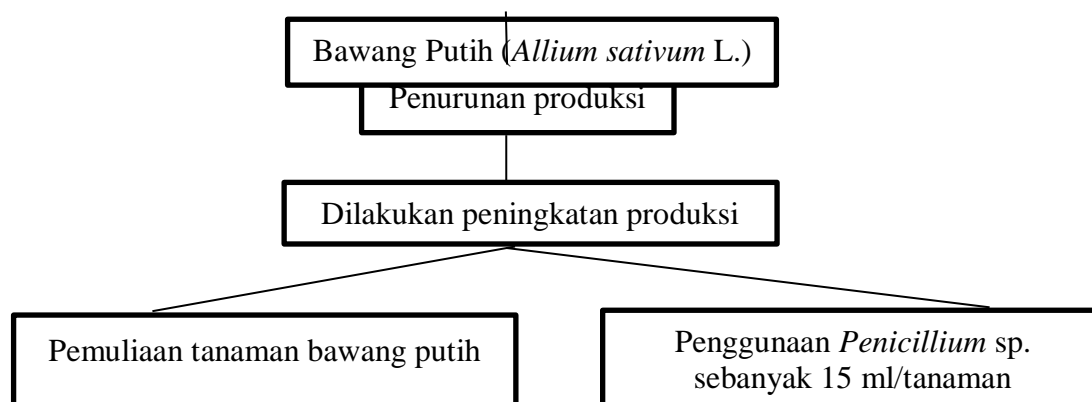 Bawang Putih (Allium sativum L.)
Penurunan produksi
Dilakukan peningkatan produksi
Pemuliaan tanaman bawang putih
Penggunaan Penicillium sp.
sebanyak 15 ml/tanaman